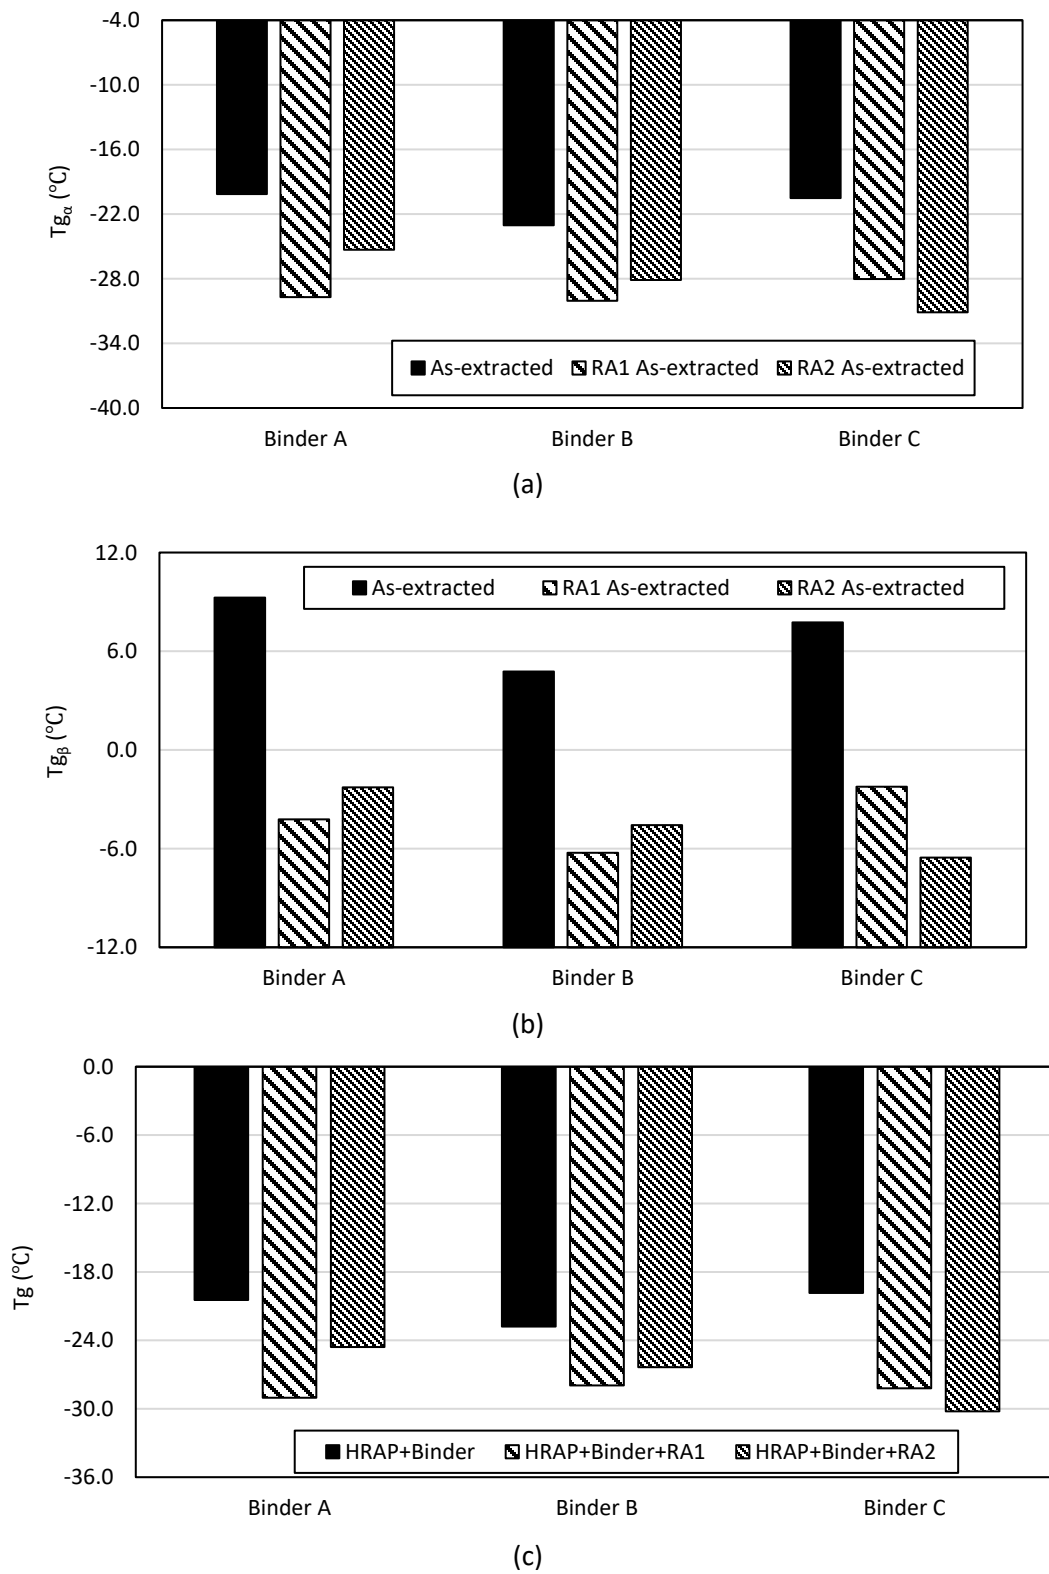 -4.0
-10.0
-16.0
-22.0
-28.0
-34.0
-40.0
Tgα (°C)
As-extracted RA1 As-extracted RA2 As-extracted
Binder A Binder B Binder C
(a)
12.0
6.0
0.0
-6.0
-12.0
Tgβ (°C)
As-extracted RA1 As-extracted RA2 As-extracted
Binder A Binder B Binder C
(b)
0.0
-6.0
-12.0
-18.0
-24.0
-30.0
-36.0
Tg (°C)
HRAP+Binder HRAP+Binder+RA1 HRAP+Binder+RA2
Binder A Binder B Binder C
(c)